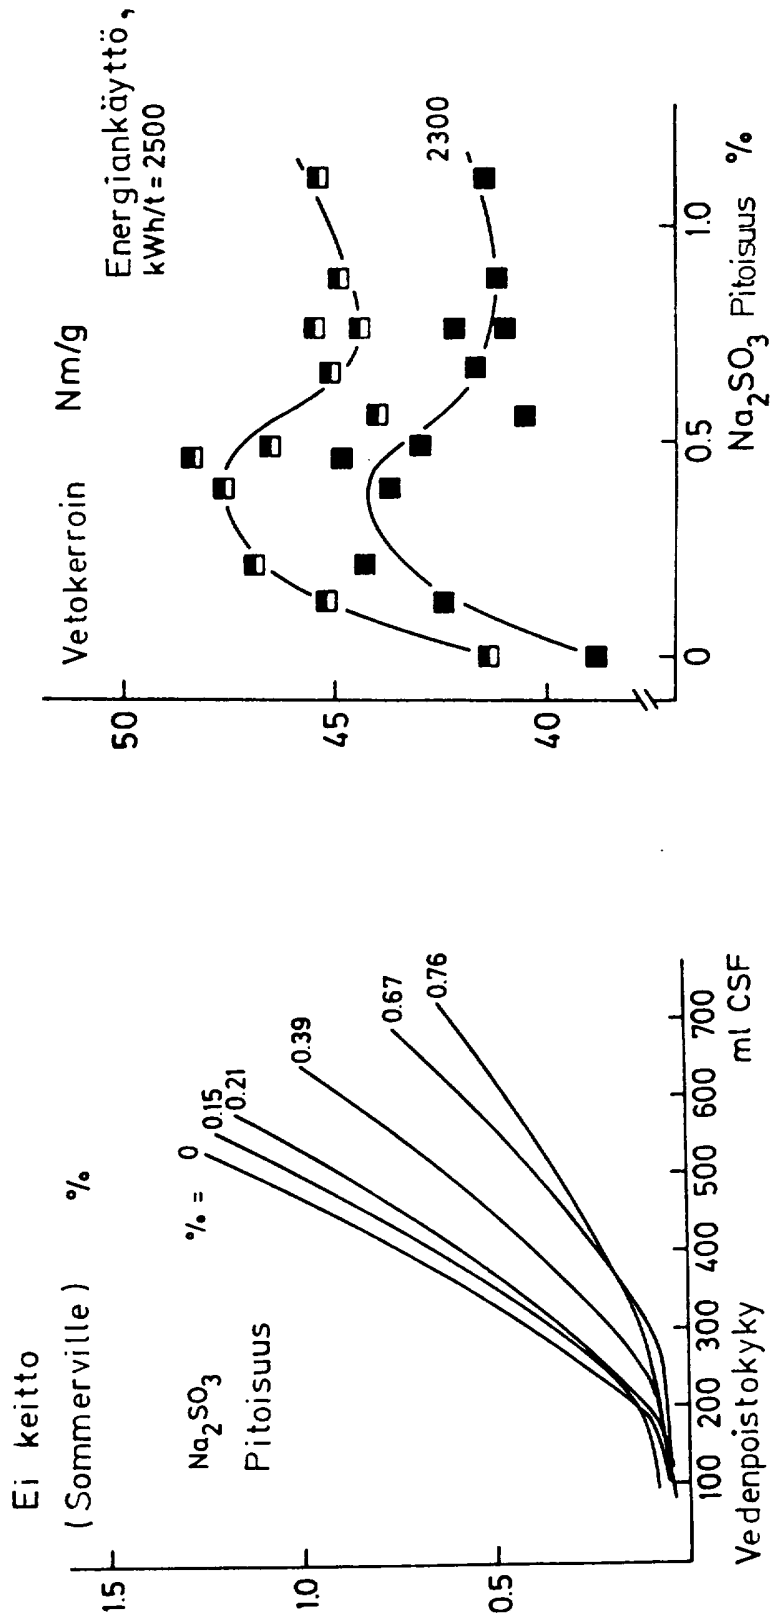 Ei keitto
(Sommerville) %
1.5
1.0
0.5
Na₂SO₃ % =
Pitoisuus
0
0.15
0.21
0.39
0.67
0.76
100 200 300 400 500 600 700
Vedenpoistokyky ml CSF
Vetokerroin Nm/g
Energiankäyttö,
kWh/t = 2500
2300
50
45
40
0 0.5 1.0
Na₂SO₃ Pitoisuus %